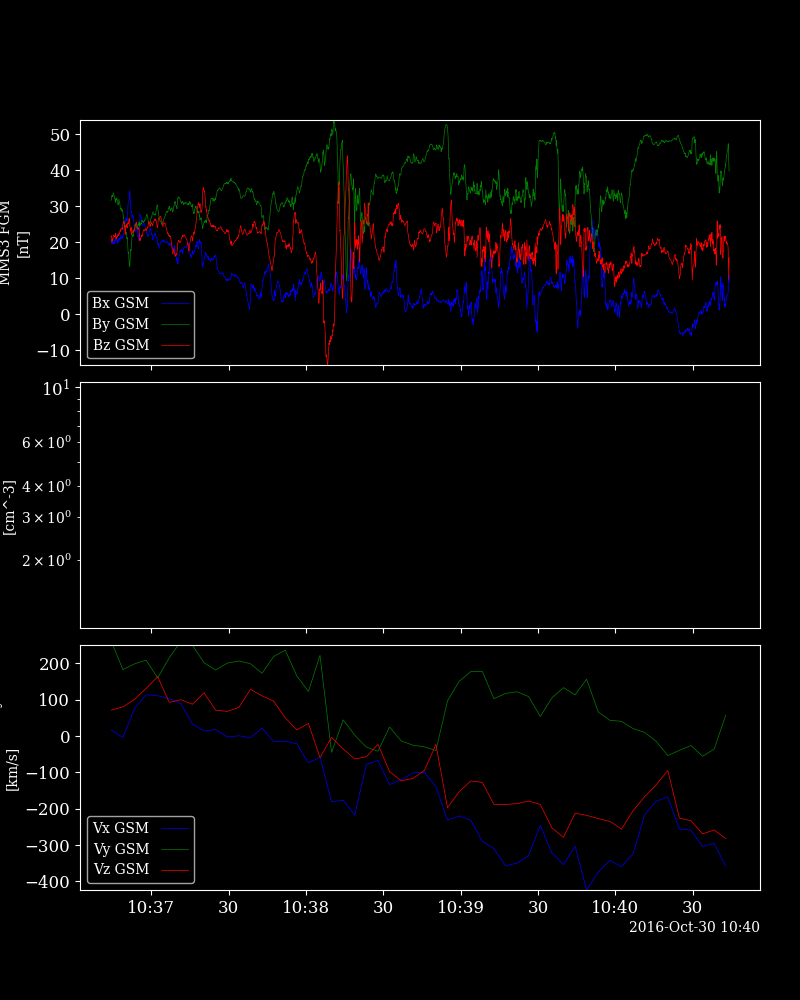 MMS3 FGM
[nT]
50
40
30
20
10
0
−10
Bx GSM
By GSM
Bz GSM
[cm^-3]
10¹
6 × 10⁰
4 × 10⁰
3 × 10⁰
2 × 10⁰
[km/s]
200
100
0
−100
−200
−300
−400
Vx GSM
Vy GSM
Vz GSM
10:37 30 10:38 30 10:39 30 10:40 30
2016-Oct-30 10:40